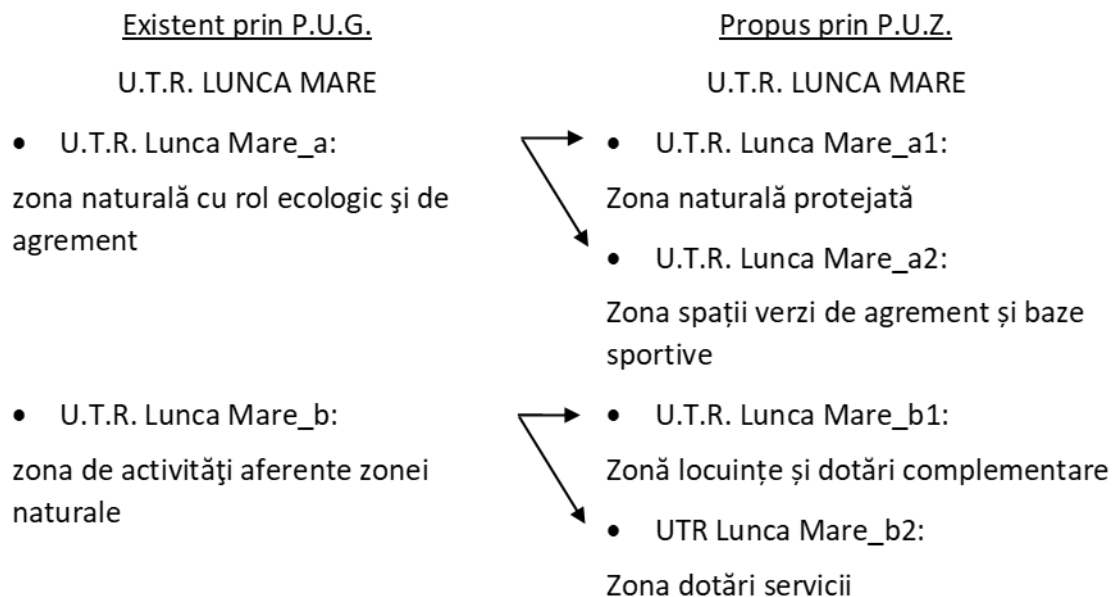 Existent prin P.U.G.
U.T.R. LUNCA MARE
• U.T.R. Lunca Mare_a:
zona naturală cu rol ecologic şi de
agrement
• U.T.R. Lunca Mare_b:
zona de activităţi aferente zonei
naturale
Propus prin P.U.Z.
U.T.R. LUNCA MARE
• U.T.R. Lunca Mare_a1:
Zona naturală protejată
• U.T.R. Lunca Mare_a2:
Zona spații verzi de agrement și baze
sportive
• U.T.R. Lunca Mare_b1:
Zonă locuințe și dotări complementare
• UTR Lunca Mare_b2:
Zona dotări servicii